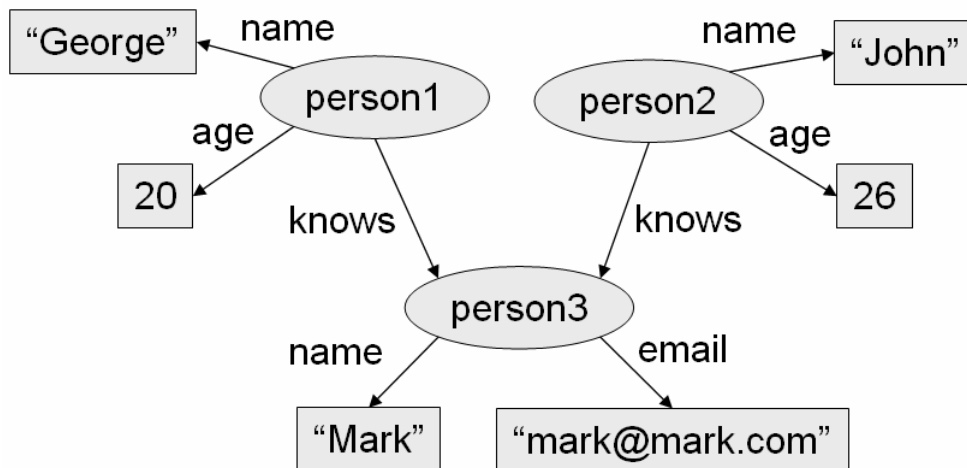 name
name
“George”
“John”
person1
person2
age
age
20
26
knows
knows
person3
name
email
“Mark”
“mark@mark.com”